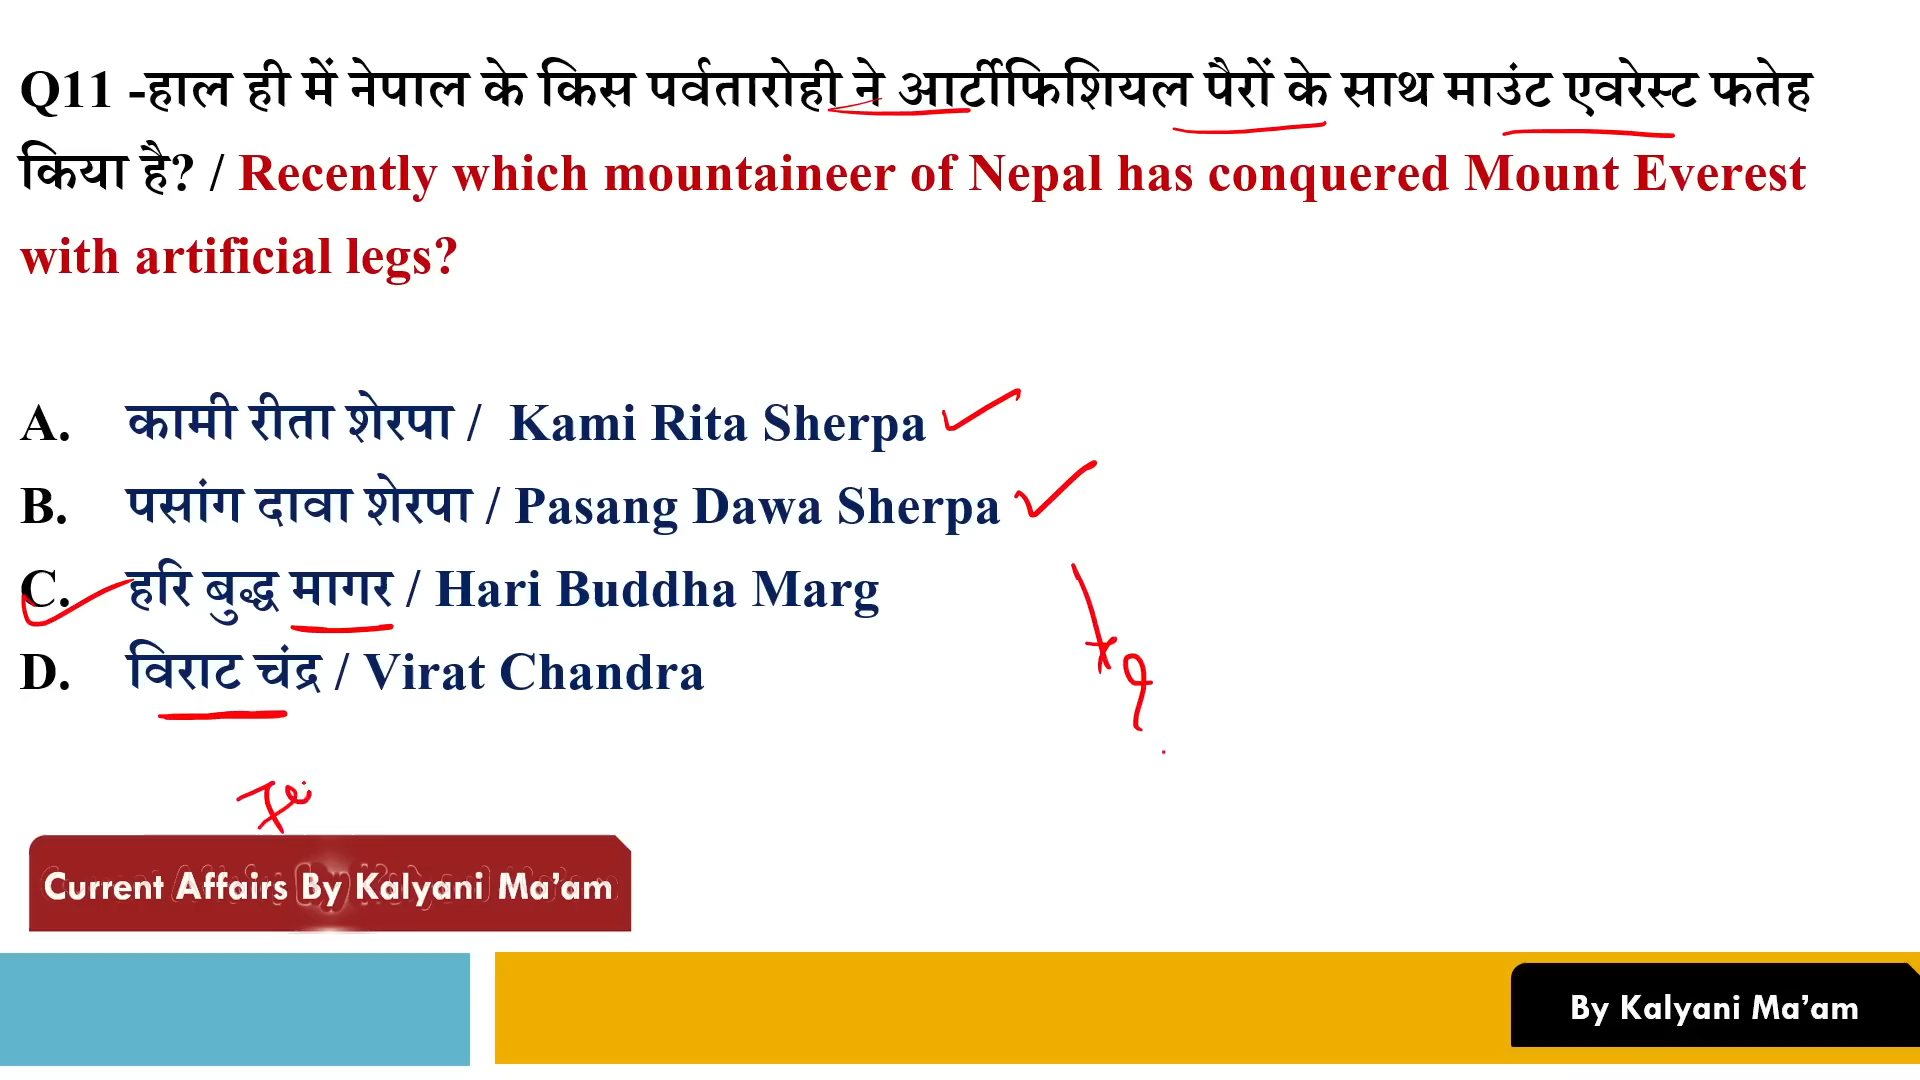 Q11 -हाल ही में नेपाल के किस पर्वतारोही ने आर्टीफिशियल पैरों के साथ माउंट एवरेस्ट फतेह
किया है? / Recently which mountaineer of Nepal has conquered Mount Everest
with artificial legs?
A. कामी रीता शेरपा / Kami Rita Sherpa
B. पसांग दावा शेरपा / Pasang Dawa Sherpa
C. हरि बुद्ध मागर / Hari Buddha Marg
D. विराट चंद्र / Virat Chandra
Current Affairs By Kalyani Ma’am
By Kalyani Ma’am